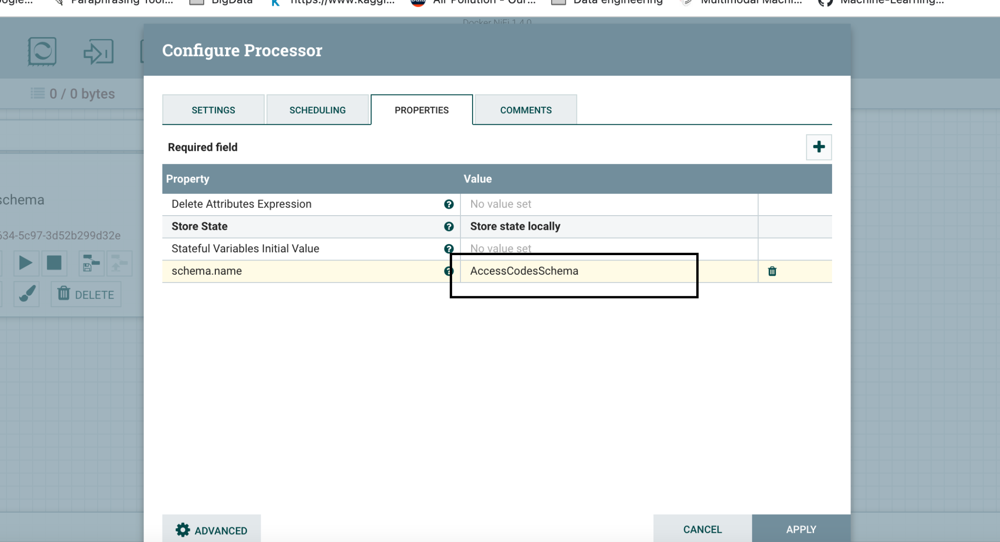 Paraphrasing Tool... BigData https://www.kaggl... Air Pollution - Our... Data engineering Multimodal Machi... Machine-Learning...
Docker NiFi 1.4.0
Configure Processor
0 / 0 bytes
SETTINGS SCHEDULING PROPERTIES COMMENTS
Required field
Property Value
Delete Attributes Expression No value set
schema
Store State Store state locally
634-5c97-3d52b299d32e
Stateful Variables Initial Value No value set
schema.name AccessCodesSchema
DELETE
ADVANCED CANCEL APPLY